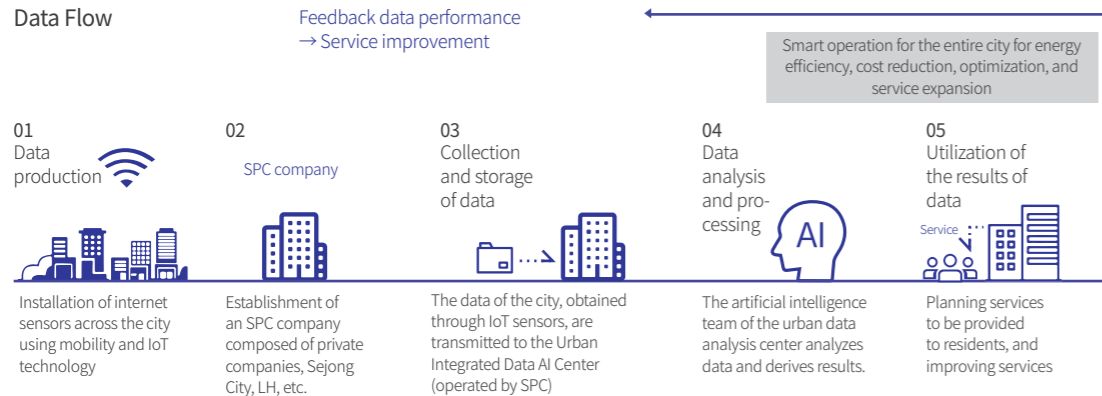 Data Flow
Feedback data performance
→ Service improvement
Smart operation for the entire city for energy
efficiency, cost reduction, optimization, and
service expansion
01
Data
production
02
SPC company
03
Collection
and storage
of data
04
Data
analysis
and pro-
cessing
AI
05
Utilization of
the results of
data
Service
Installation of internet
sensors across the city
using mobility and IoT
technology
Establishment of
an SPC company
composed of private
companies, Sejong
City, LH, etc.
The data of the city, obtained
through IoT sensors, are
transmitted to the Urban
Integrated Data AI Center
(operated by SPC)
The artificial intelligence
team of the urban data
analysis center analyzes
data and derives results.
Planning services
to be provided
to residents, and
improving services